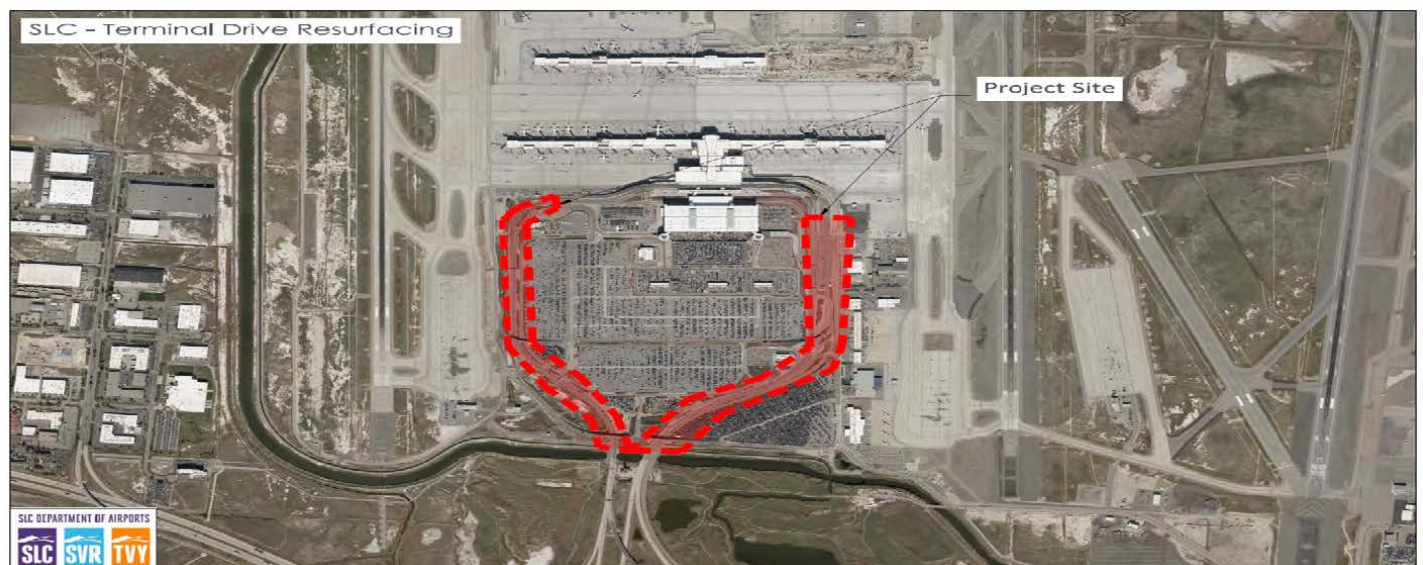 SLC - Terminal Drive Resurfacing
Project Site
SLC DEPARTMENT OF AIRPORTS
SLC SVR TVY